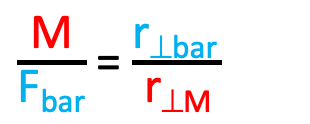 M / F_bar = r_⊥bar / r_⊥M